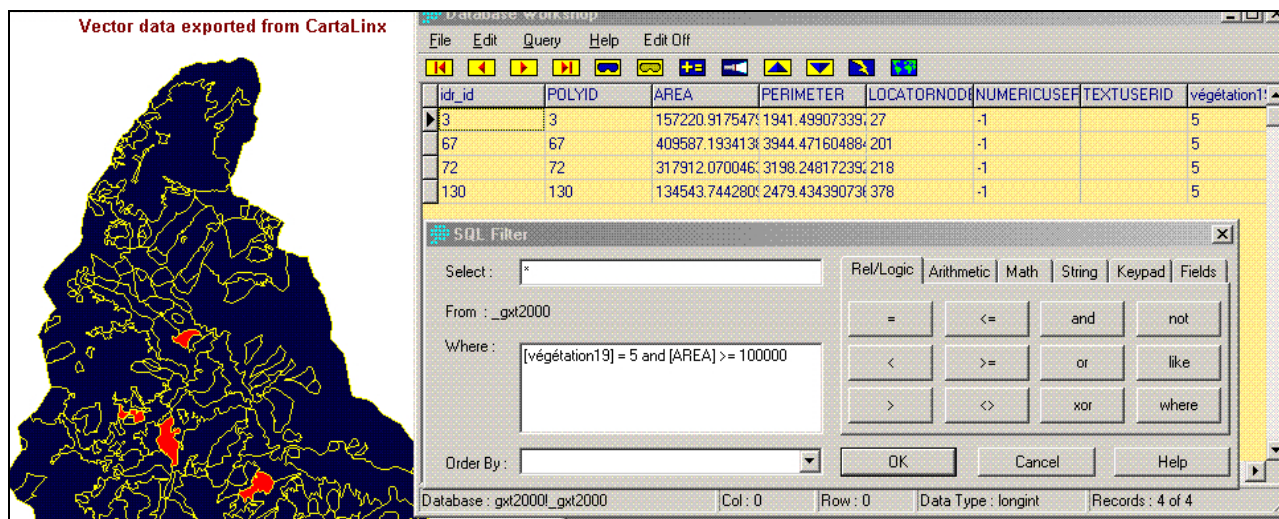 Vector data exported from CartaLinx
Database Workshop
File Edit Query Help Edit Off
idr_id POLYID AREA PERIMETER LOCATORNODE NUMERICUSER TEXTUSERID végétation1
3 3 157220.917547 1941.499073397 27 -1 5
67 67 409587.193413 3944.47160488 201 -1 5
72 72 317912.070046 3198.248172392 218 -1 5
130 130 134543.744280 2479.43439073 378 -1 5
SQL Filter
Select : *
Rel/Logic Arithmetic Math String Keypad Fields
From : _gxt2000
= <= and not
Where :
[végétation19] = 5 and [AREA] >= 100000
< >= or like
> <> xor where
Order By :
OK Cancel Help
Database : gxt2000!_gxt2000 Col : 0 Row : 0 Data Type : longint Records : 4 of 4